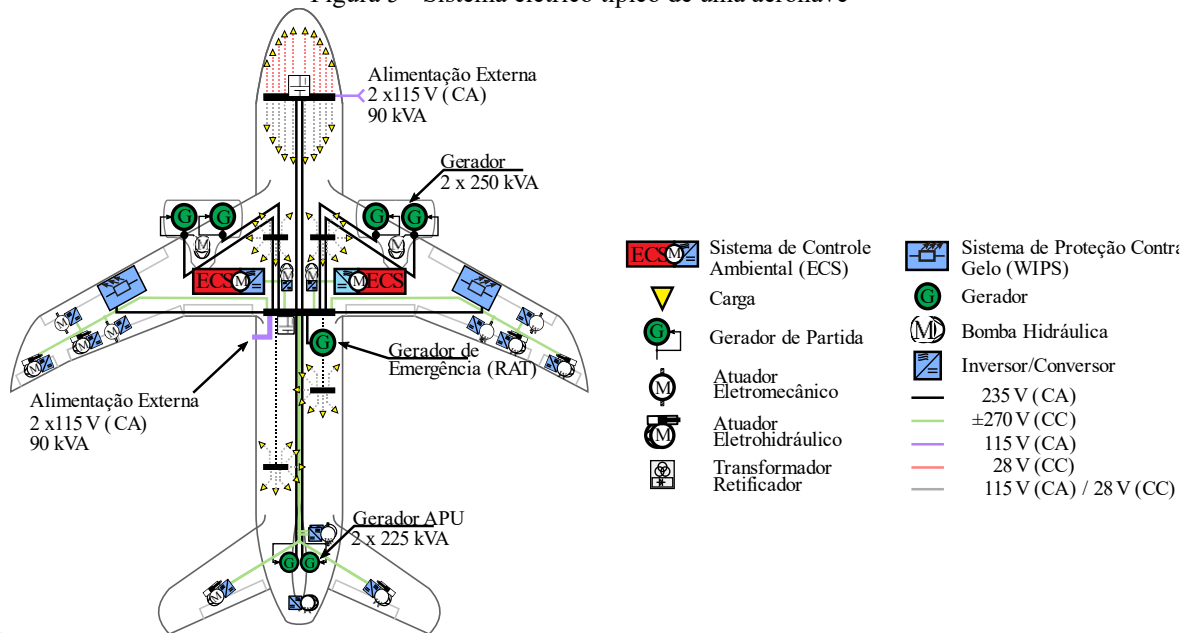 Figura 3 - Sistema elétrico típico de uma aeronave
Alimentação Externa
2 x115 V (CA)
90 kVA
Gerador
2 x 250 kVA
G
G
G
G
M
M
ECS
M
M
ECS
M
M
G
Gerador de
Emergência (RAT)
M
M
M
M
M
M
M
M
Alimentação Externa
2 x115 V (CA)
90 kVA
Gerador APU
2 x 225 kVA
G
G
M
ECS
M
Sistema de Controle
Ambiental (ECS)
Carga
G
Gerador de Partida
M
Atuador
Eletromecânico
M
Atuador
Eletrohidráulico
Transformador
Retificador
Sistema de Proteção Contra
Gelo (WIPS)
G
Gerador
M
Bomba Hidráulica
Inversor/Conversor
235 V (CA)
±270 V (CC)
115 V (CA)
28 V (CC)
115 V (CA) / 28 V (CC)